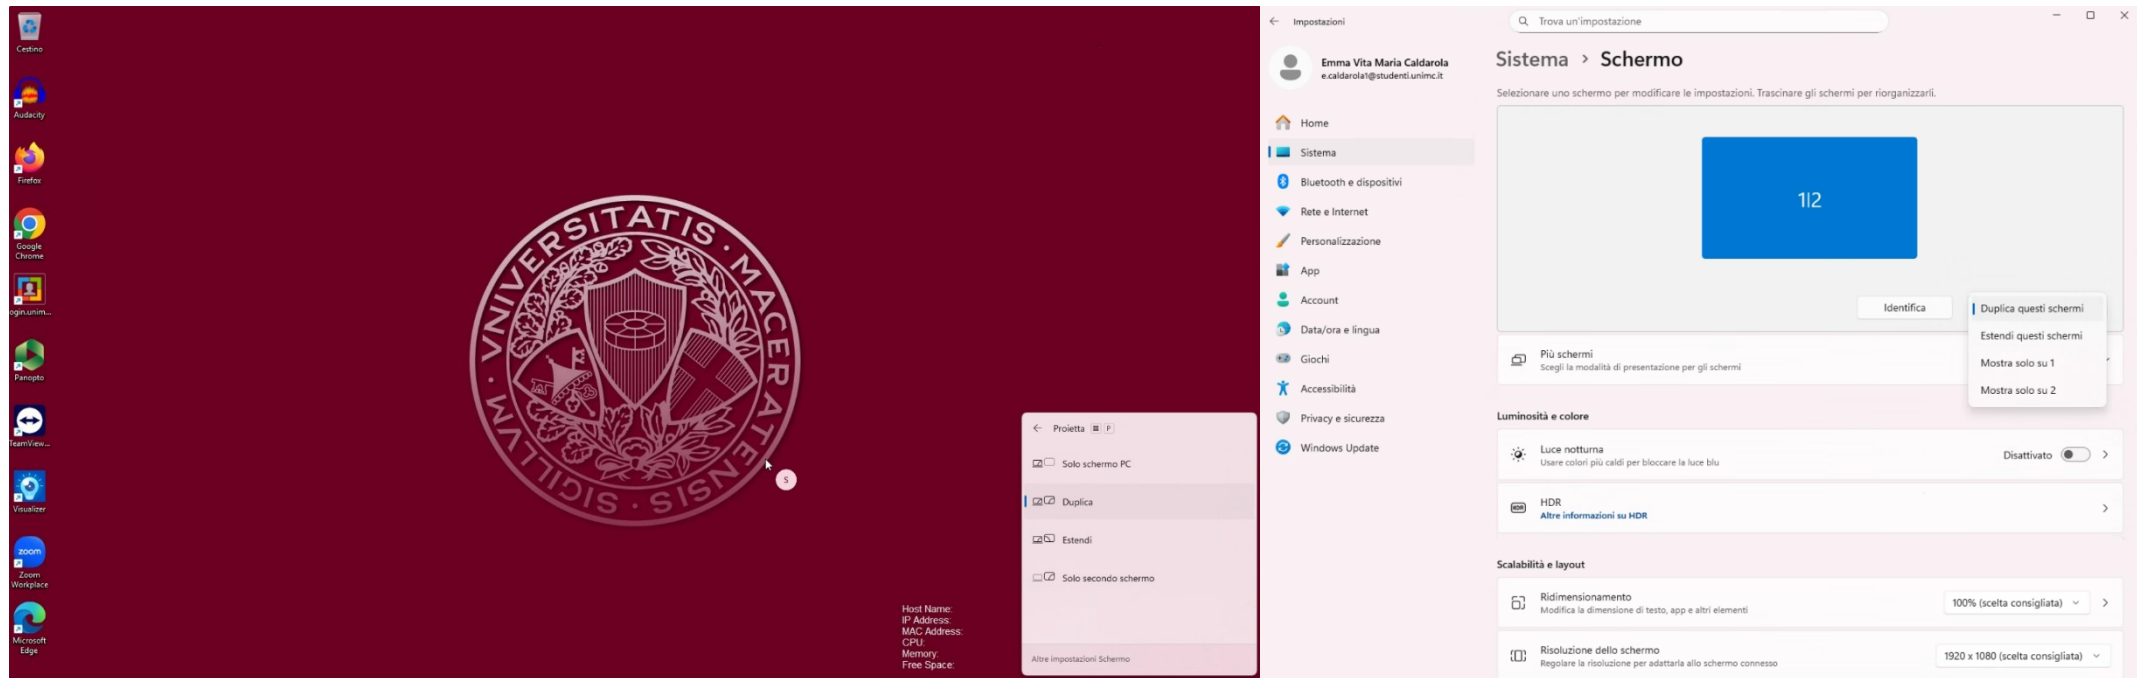 Cestino
Audacity
Firefox
Google
Chrome
ogin.unim...
Panopto
TeamView...
Visualizer
zoom
Zoom
Workplace
Microsoft
Edge
SIGILLVM · VNIVERSITATIS · MACERATENSIS
S
Host Name:
IP Address:
MAC Address:
CPU:
Memory:
Free Space:
Proietta P
Solo schermo PC
Duplica
Estendi
Solo secondo schermo
Altre impostazioni Schermo
Impostazioni
Trova un'impostazione
Emma Vita Maria Caldarola
e.caldarola1@studenti.unimc.it
Home
Sistema
Bluetooth e dispositivi
Rete e Internet
Personalizzazione
App
Account
Data/ora e lingua
Giochi
Accessibilità
Privacy e sicurezza
Windows Update
Sistema > Schermo
Selezionare uno schermo per modificare le impostazioni. Trascinare gli schermi per riorganizzarli.
1|2
Identifica
Duplica questi schermi
Estendi questi schermi
Mostra solo su 1
Mostra solo su 2
Più schermi
Scegli la modalità di presentazione per gli schermi
Luminosità e colore
Luce notturna
Usare colori più caldi per bloccare la luce blu
Disattivato
HDR
HDR
Altre informazioni su HDR
Scalabilità e layout
Ridimensionamento
Modifica la dimensione di testo, app e altri elementi
100% (scelta consigliata)
Risoluzione dello schermo
Regolare la risoluzione per adattarla allo schermo connesso
1920 x 1080 (scelta consigliata)